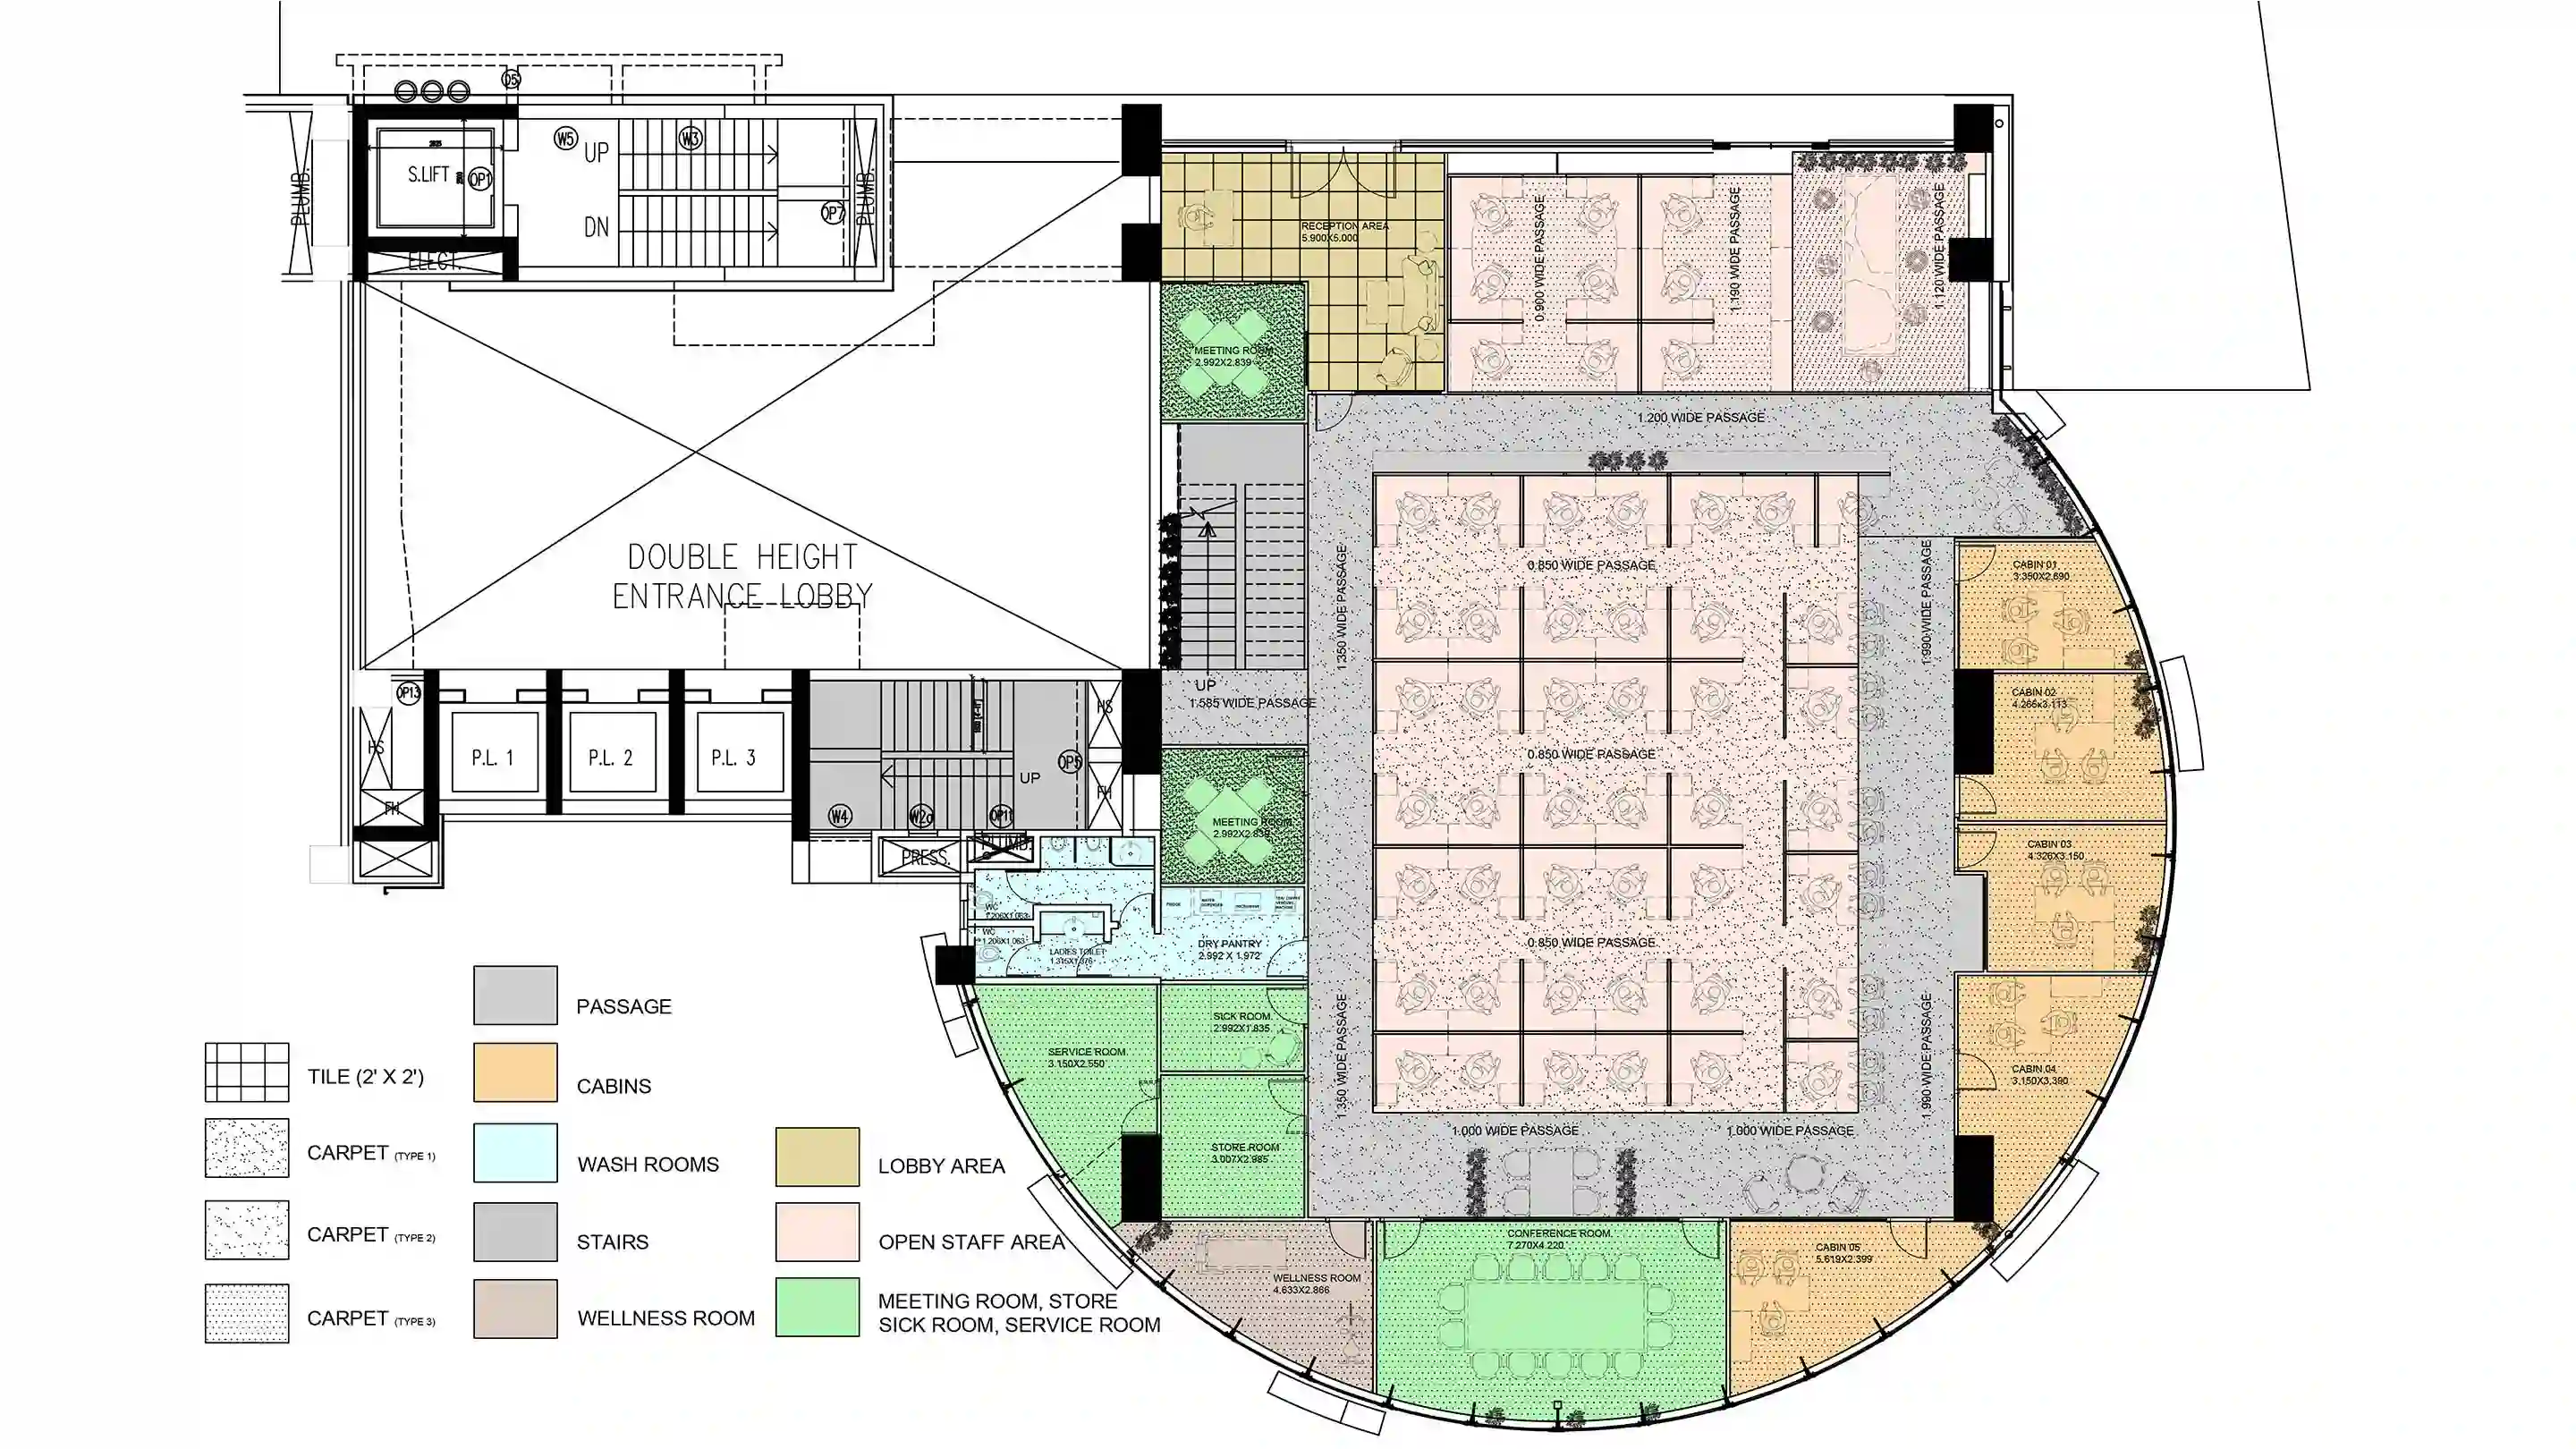 D5
W5
W3
UP
S.LIFT
OP1
PLUMB.
PLUMB.
OP7
DN
ELECT.
RECEPTION AREA
5.900X5.000
0.900 WIDE PASSAGE
1.190 WIDE PASSAGE
1.120 WIDE PASSAGE
MEETING ROOM
2.992X2.839
1.200 WIDE PASSAGE
DOUBLE HEIGHT
ENTRANCE LOBBY
1.350 WIDE PASSAGE
0.850 WIDE PASSAGE
1.990 WIDE PASSAGE
CABIN 01
3.350X2.690
UP
1.585 WIDE PASSAGE
CABIN 02
4.265x3.113
OP13
HS
HS
P.L. 1
P.L. 2
P.L. 3
UP
OP5
0.850 WIDE PASSAGE
FH
FH
W4
W2a
OP11
MEETING ROOM
2.992X2.839
PRESS.
PLUMB.
CABIN 03
4.326X3.150
FRIDGE
WC
1.206X1.063
WC
1.206X1.063
LADIES TOILET
1.315X1.376
DRY PANTRY
2.992 X 1.972
0.850 WIDE PASSAGE
SICK ROOM
2.992X1.835
SERVICE ROOM
3.150X2.550
1.350 WIDE PASSAGE
1.990 WIDE PASSAGE
CABIN 04
3.150X3.390
STORE ROOM
3.007X2.985
1.000 WIDE PASSAGE
1.000 WIDE PASSAGE
CONFERENCE ROOM
7.270X4.220
CABIN 05
5.619X2.399
WELLNESS ROOM
4.633X2.866
TILE (2' X 2')
CARPET (TYPE 1)
CARPET (TYPE 2)
CARPET (TYPE 3)
PASSAGE
CABINS
WASH ROOMS
STAIRS
WELLNESS ROOM
LOBBY AREA
OPEN STAFF AREA
MEETING ROOM, STORE
SICK ROOM, SERVICE ROOM